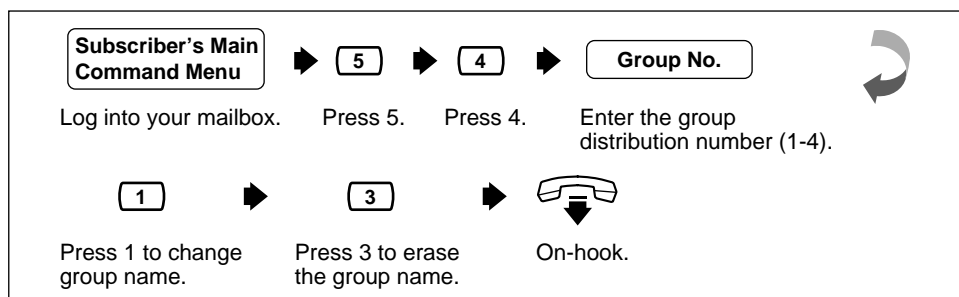 Subscriber's Main
Command Menu
5
4
Group No.
Log into your mailbox.
Press 5.
Press 4.
Enter the group
distribution number (1-4).
1
3
Press 1 to change
group name.
Press 3 to erase
the group name.
On-hook.